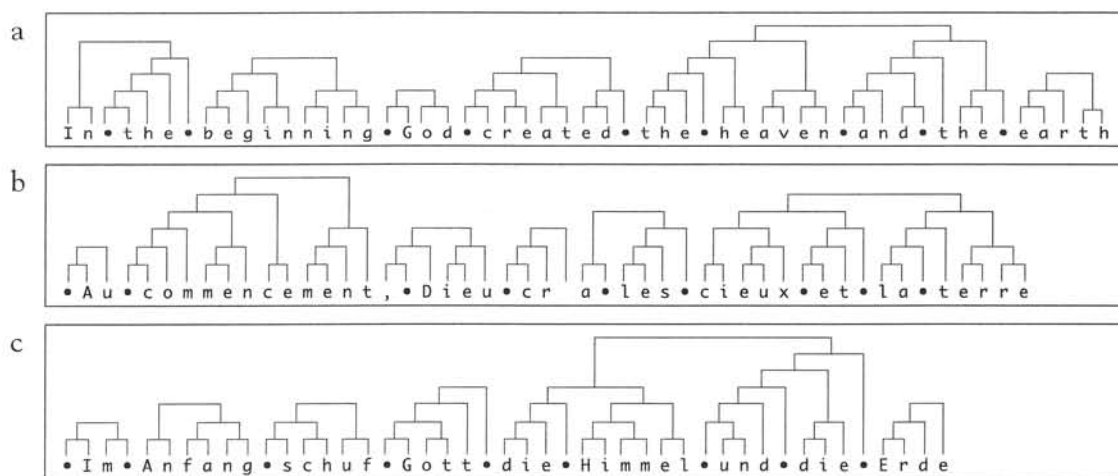 a
In•the•beginning•God•created•the•heaven•and•the•earth
b
•Au•commencement,•Dieu•cr a•les•cieux•et•la•terre
c
•Im•Anfang•schuf•Gott•die•Himmel•und•die•Erde